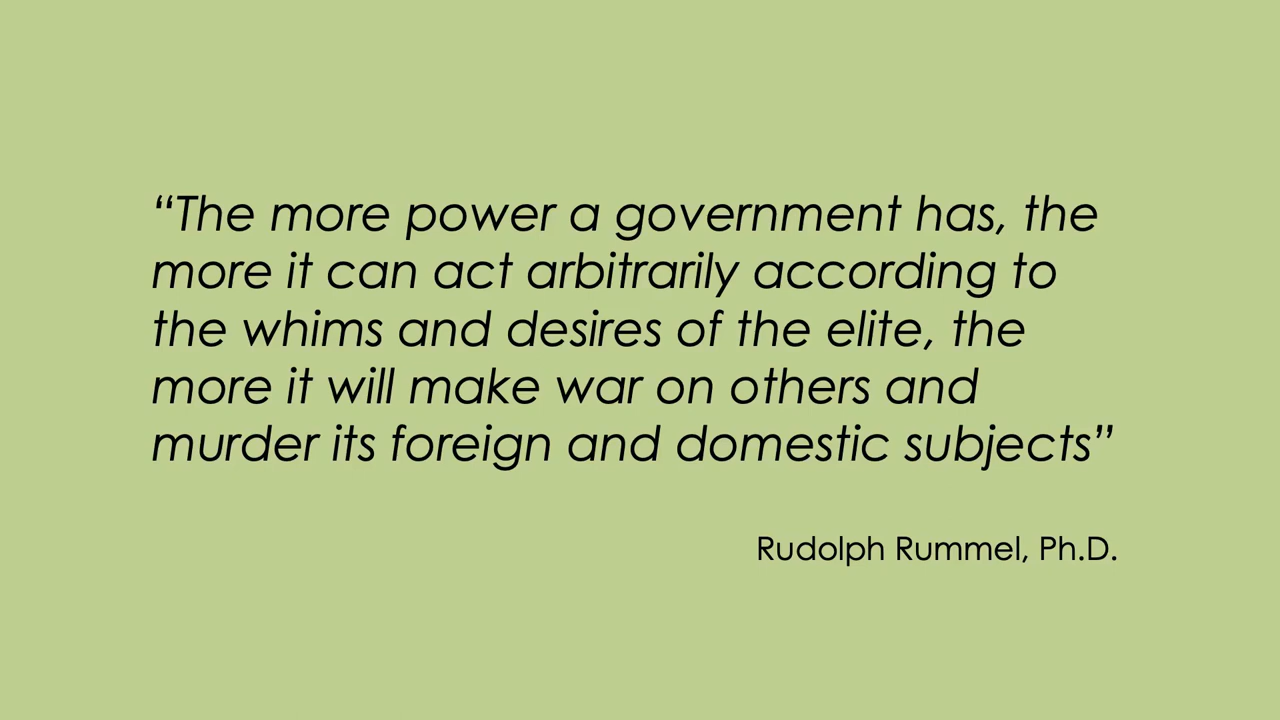 “The more power a government has, the
more it can act arbitrarily according to
the whims and desires of the elite, the
more it will make war on others and
murder its foreign and domestic subjects”
Rudolph Rummel, Ph.D.